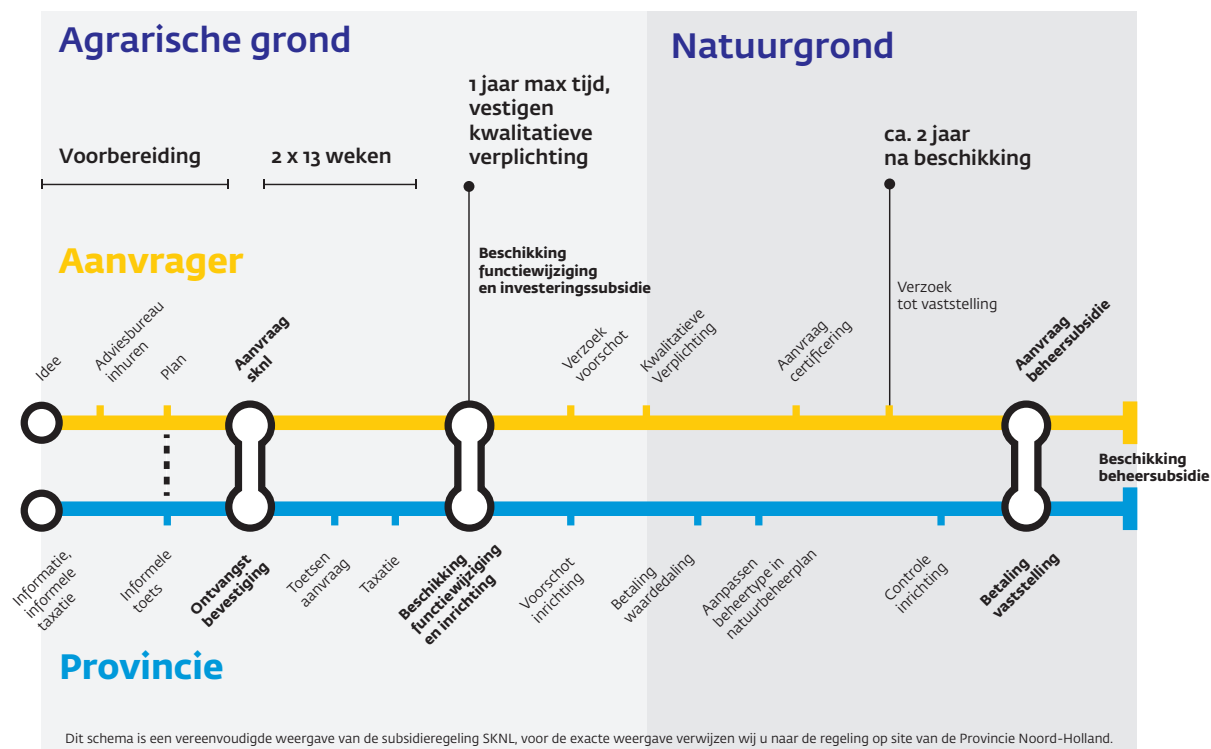 Agrarische grond
Natuurgrond
Voorbereiding
2 x 13 weken
1 jaar max tijd,
vestigen
kwalitatieve
verplichting
ca. 2 jaar
na beschikking
Aanvrager
Beschikking
functiewijziging
en investeringssubsidie
Verzoek
tot vaststelling
Idee
Adviesbureau
inhuren
Plan
Aanvraag
sknl
Verzoek
voorschot
Kwalitatieve
Verplichting
Aanvraag
certificering
Aanvraag
beheersubsidie
Beschikking
beheersubsidie
Informatie,
informele
taxatie
Informele
toets
Ontvangst
bevestiging
Toetsen
aanvraag
Taxatie
Beschikking
functiewijziging
en inrichting
Voorschot
inrichting
Betaling
waardedaling
Aanpassen
beheertype in
natuurbeheerplan
Controle
inrichting
Betaling
vaststelling
Provincie
Dit schema is een vereenvoudigde weergave van de subsidieregeling SKNL, voor de exacte weergave verwijzen wij u naar de regeling op site van de Provincie Noord-Holland.